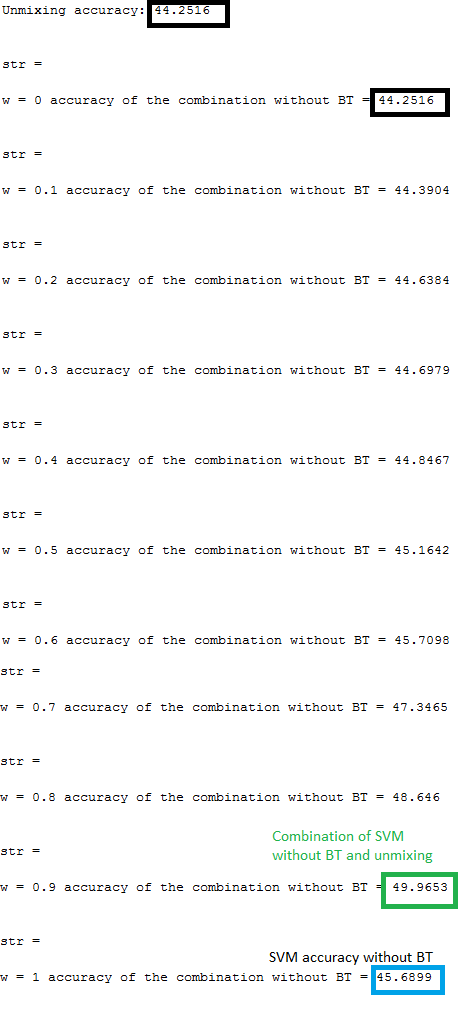 Unmixing accuracy: 44.2516
str =
w = 0 accuracy of the combination without BT = 44.2516
str =
w = 0.1 accuracy of the combination without BT = 44.3904
str =
w = 0.2 accuracy of the combination without BT = 44.6384
str =
w = 0.3 accuracy of the combination without BT = 44.6979
str =
w = 0.4 accuracy of the combination without BT = 44.8467
str =
w = 0.5 accuracy of the combination without BT = 45.1642
str =
w = 0.6 accuracy of the combination without BT = 45.7098
str =
w = 0.7 accuracy of the combination without BT = 47.3465
str =
w = 0.8 accuracy of the combination without BT = 48.646
Combination of SVM
without BT and unmixing
str =
w = 0.9 accuracy of the combination without BT = 49.9653
str =
SVM accuracy without BT
w = 1 accuracy of the combination without BT = 45.6899